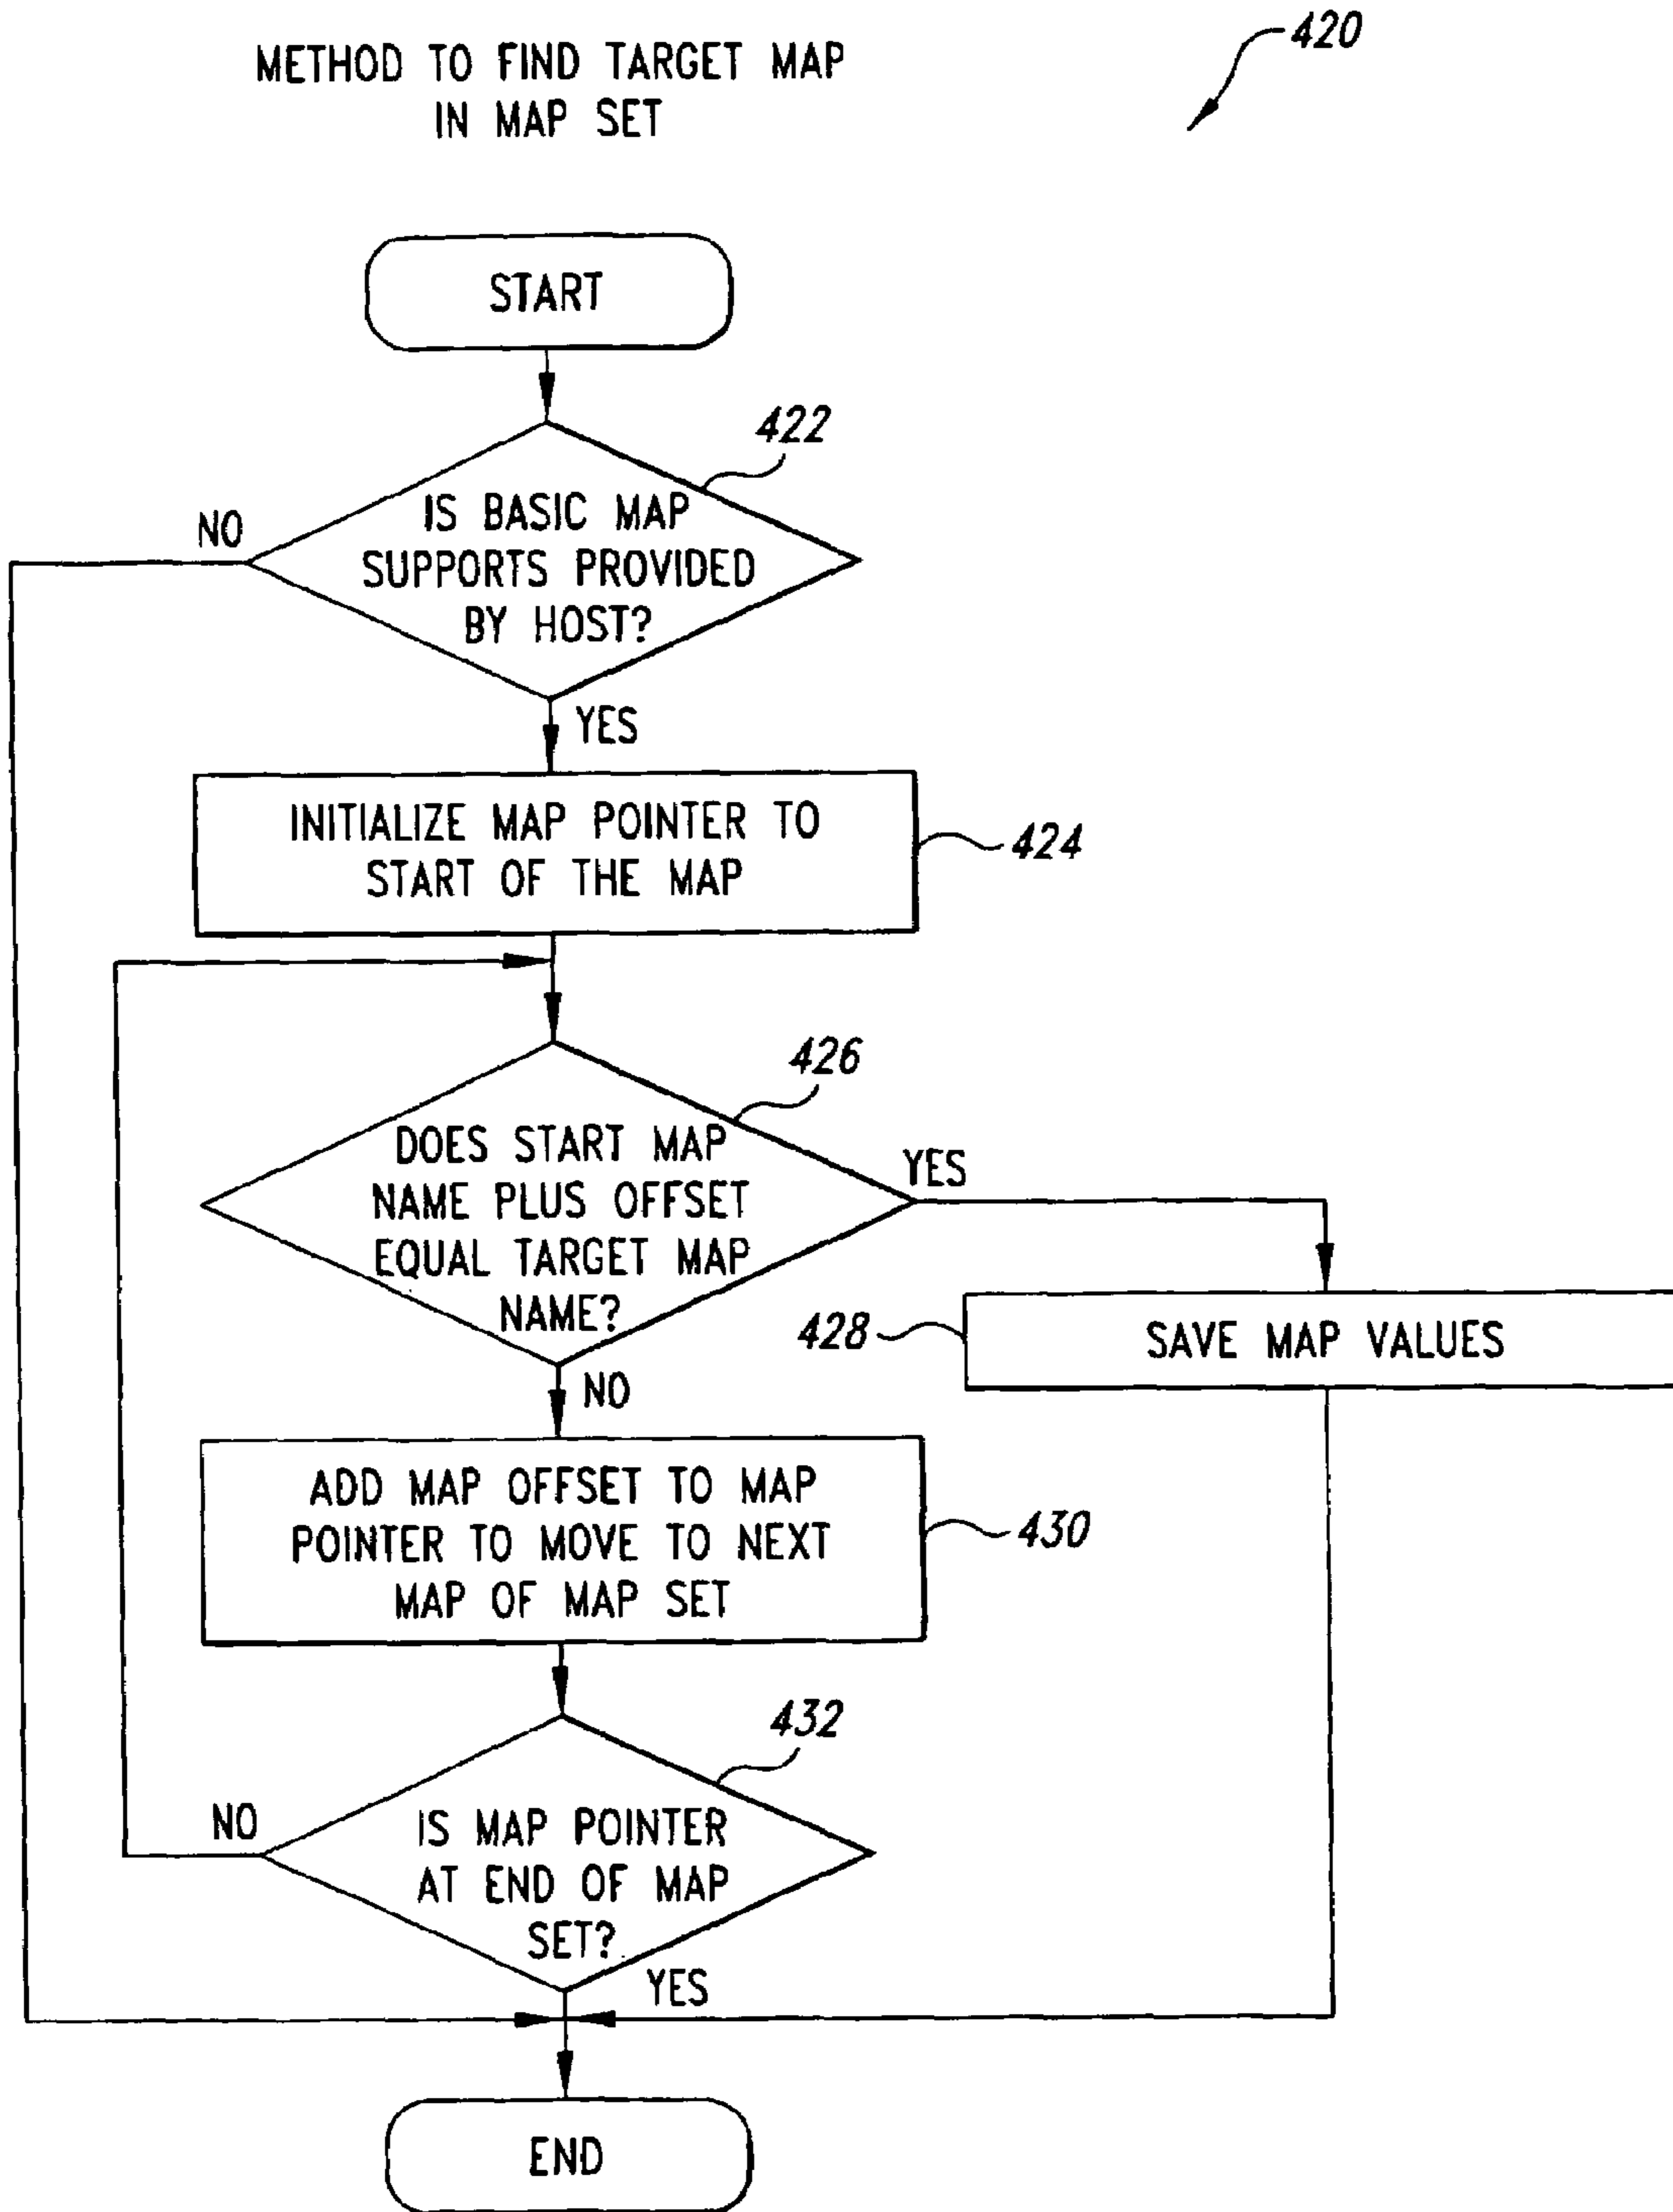 420
METHOD TO FIND TARGET MAP
IN MAP SET
START
422
NO
IS BASIC MAP
SUPPORTS PROVIDED
BY HOST?
YES
INITIALIZE MAP POINTER TO
START OF THE MAP
424
426
DOES START MAP
NAME PLUS OFFSET
EQUAL TARGET MAP
NAME?
YES
428
SAVE MAP VALUES
NO
ADD MAP OFFSET TO MAP
POINTER TO MOVE TO NEXT
MAP OF MAP SET
430
432
NO
IS MAP POINTER
AT END OF MAP
SET?
YES
END